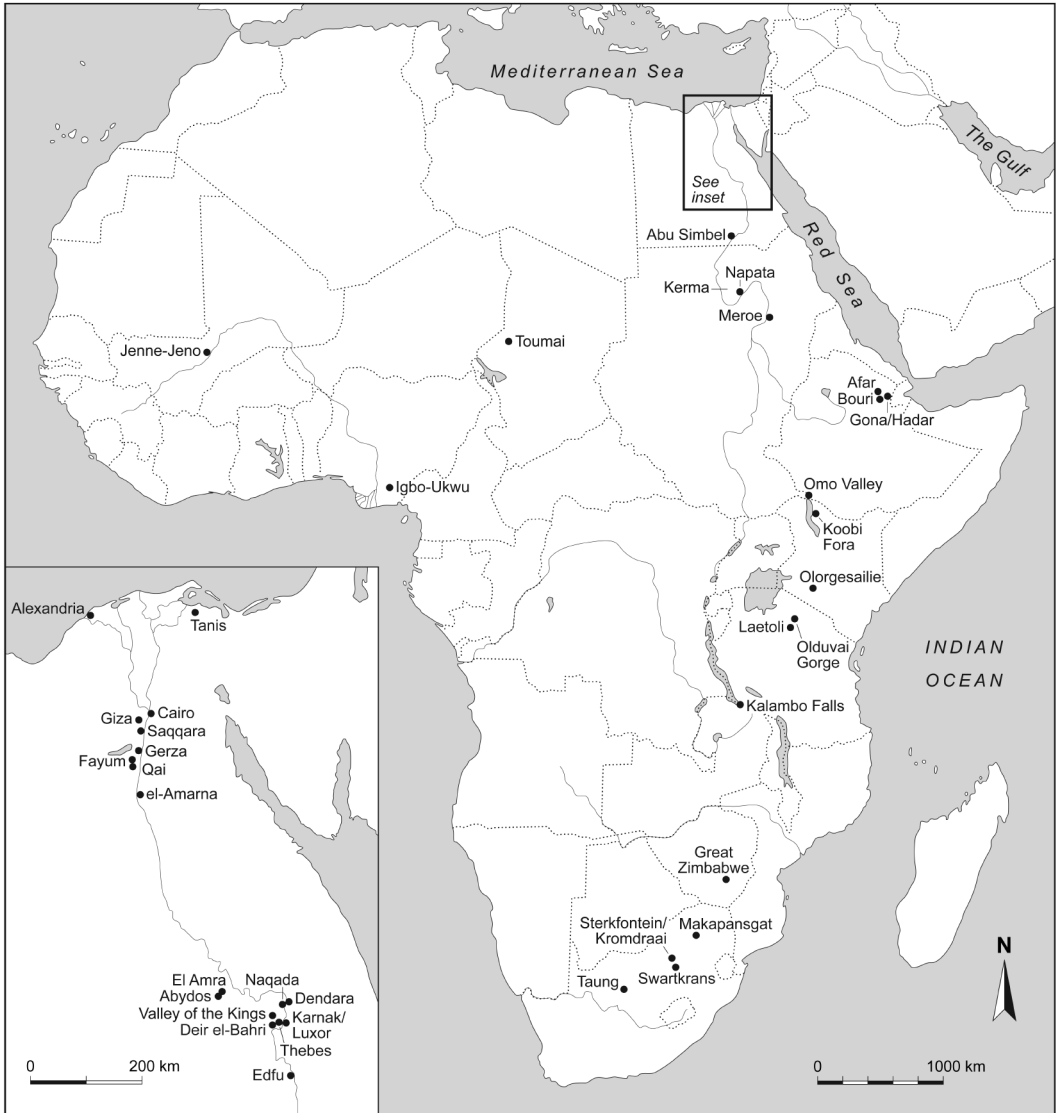 Mediterranean Sea
The Gulf
See
inset
Red Sea
Abu Simbel
Napata
Kerma
Meroe
Jenne-Jeno
Toumai
Afar
Bouri
Gona/Hadar
Igbo-Ukwu
Omo Valley
Koobi
Fora
Olorgesailie
Laetoli
Olduvai
Gorge
INDIAN
OCEAN
Kalambo Falls
Great
Zimbabwe
Sterkfontein/
Kromdraai
Makapansgat
Swartkrans
Taung
N
0 1000 km
Alexandria
Tanis
Cairo
Giza
Saqqara
Gerza
Fayum
Qai
el-Amarna
El Amra
Naqada
Abydos
Dendara
Valley of the Kings
Karnak/
Luxor
Deir el-Bahri
Thebes
Edfu
0 200 km